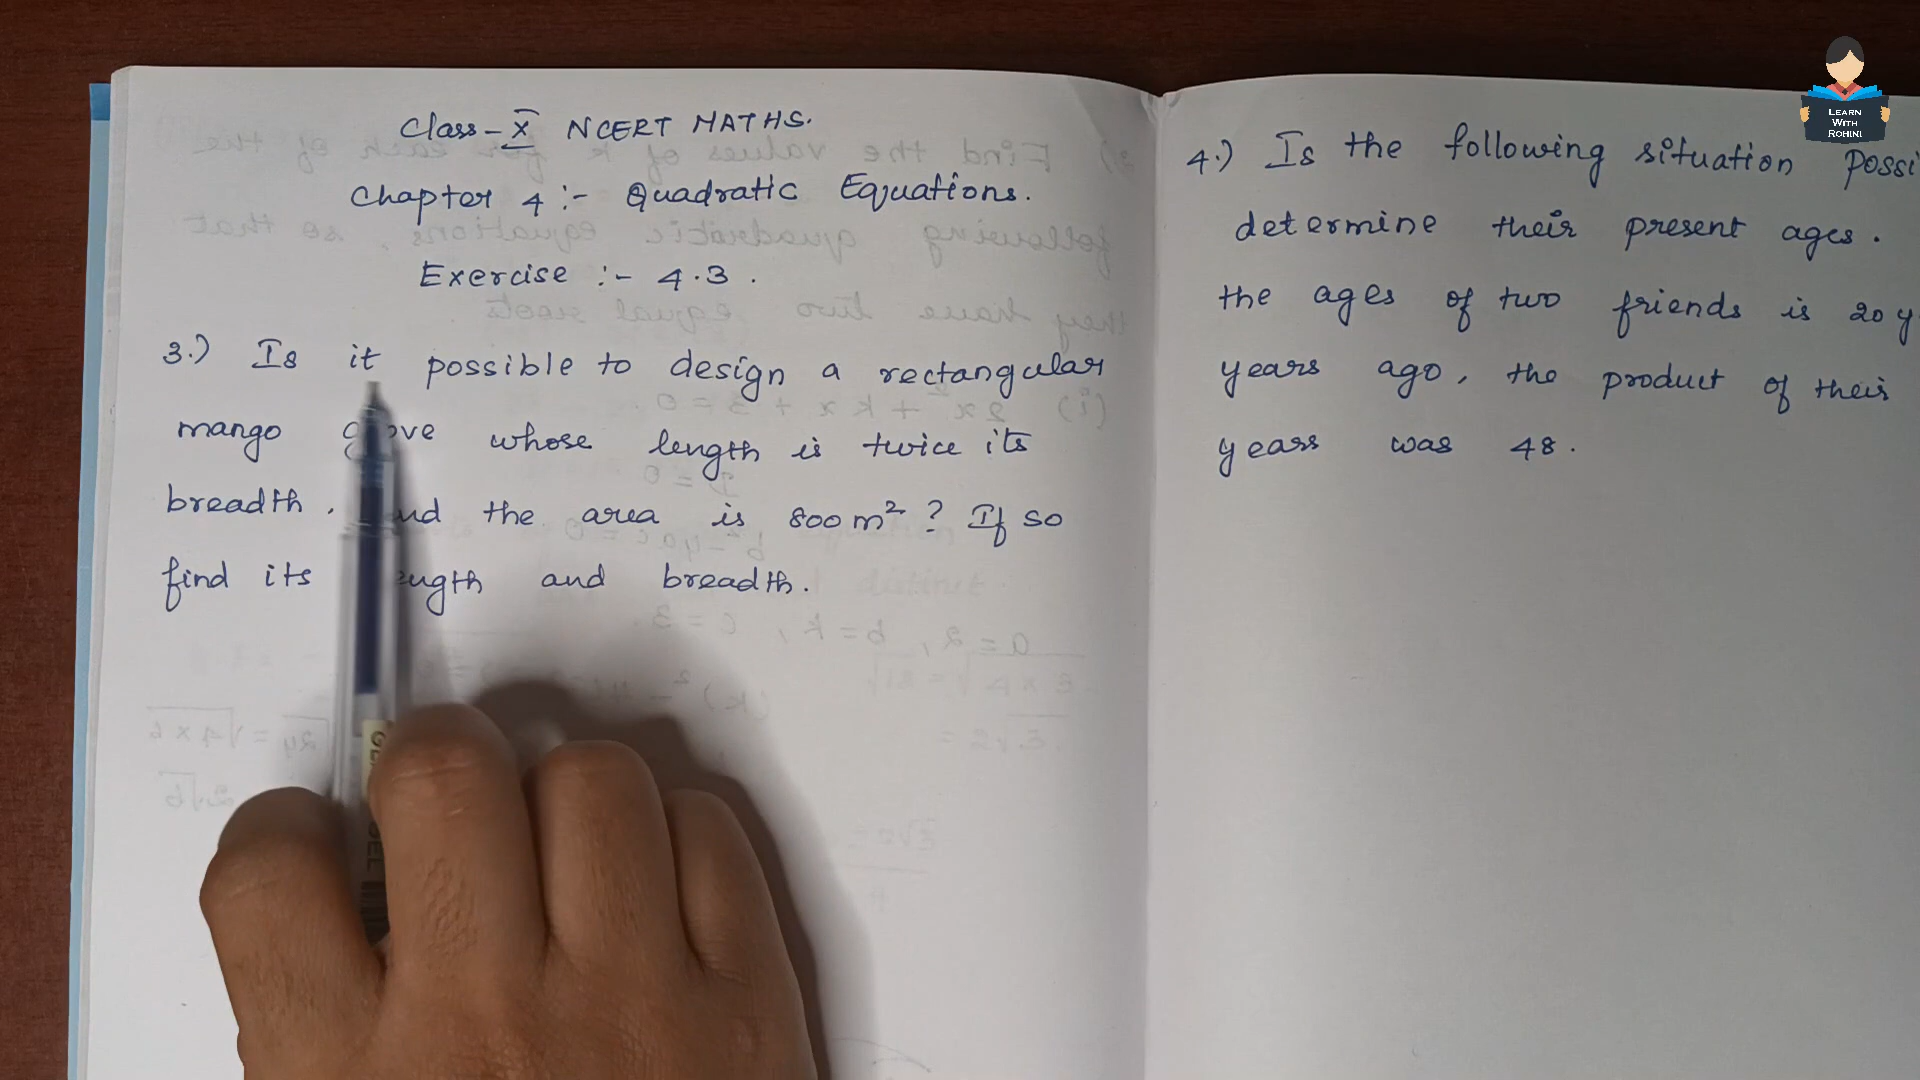 Class - X NCERT MATHS.
Chapter 4 :- Quadratic Equations.
Exercise :- 4.3 .
3.) Is it possible to design a rectangular
mango whose length is twice its
breadth . the area is 800 m² ? If so
find its and breadth.
4.) Is the following situation
determine their present ages .
the ages of two friends is 20
years ago, the product of their
years was 48 .
LEARN
WITH
ROHINI